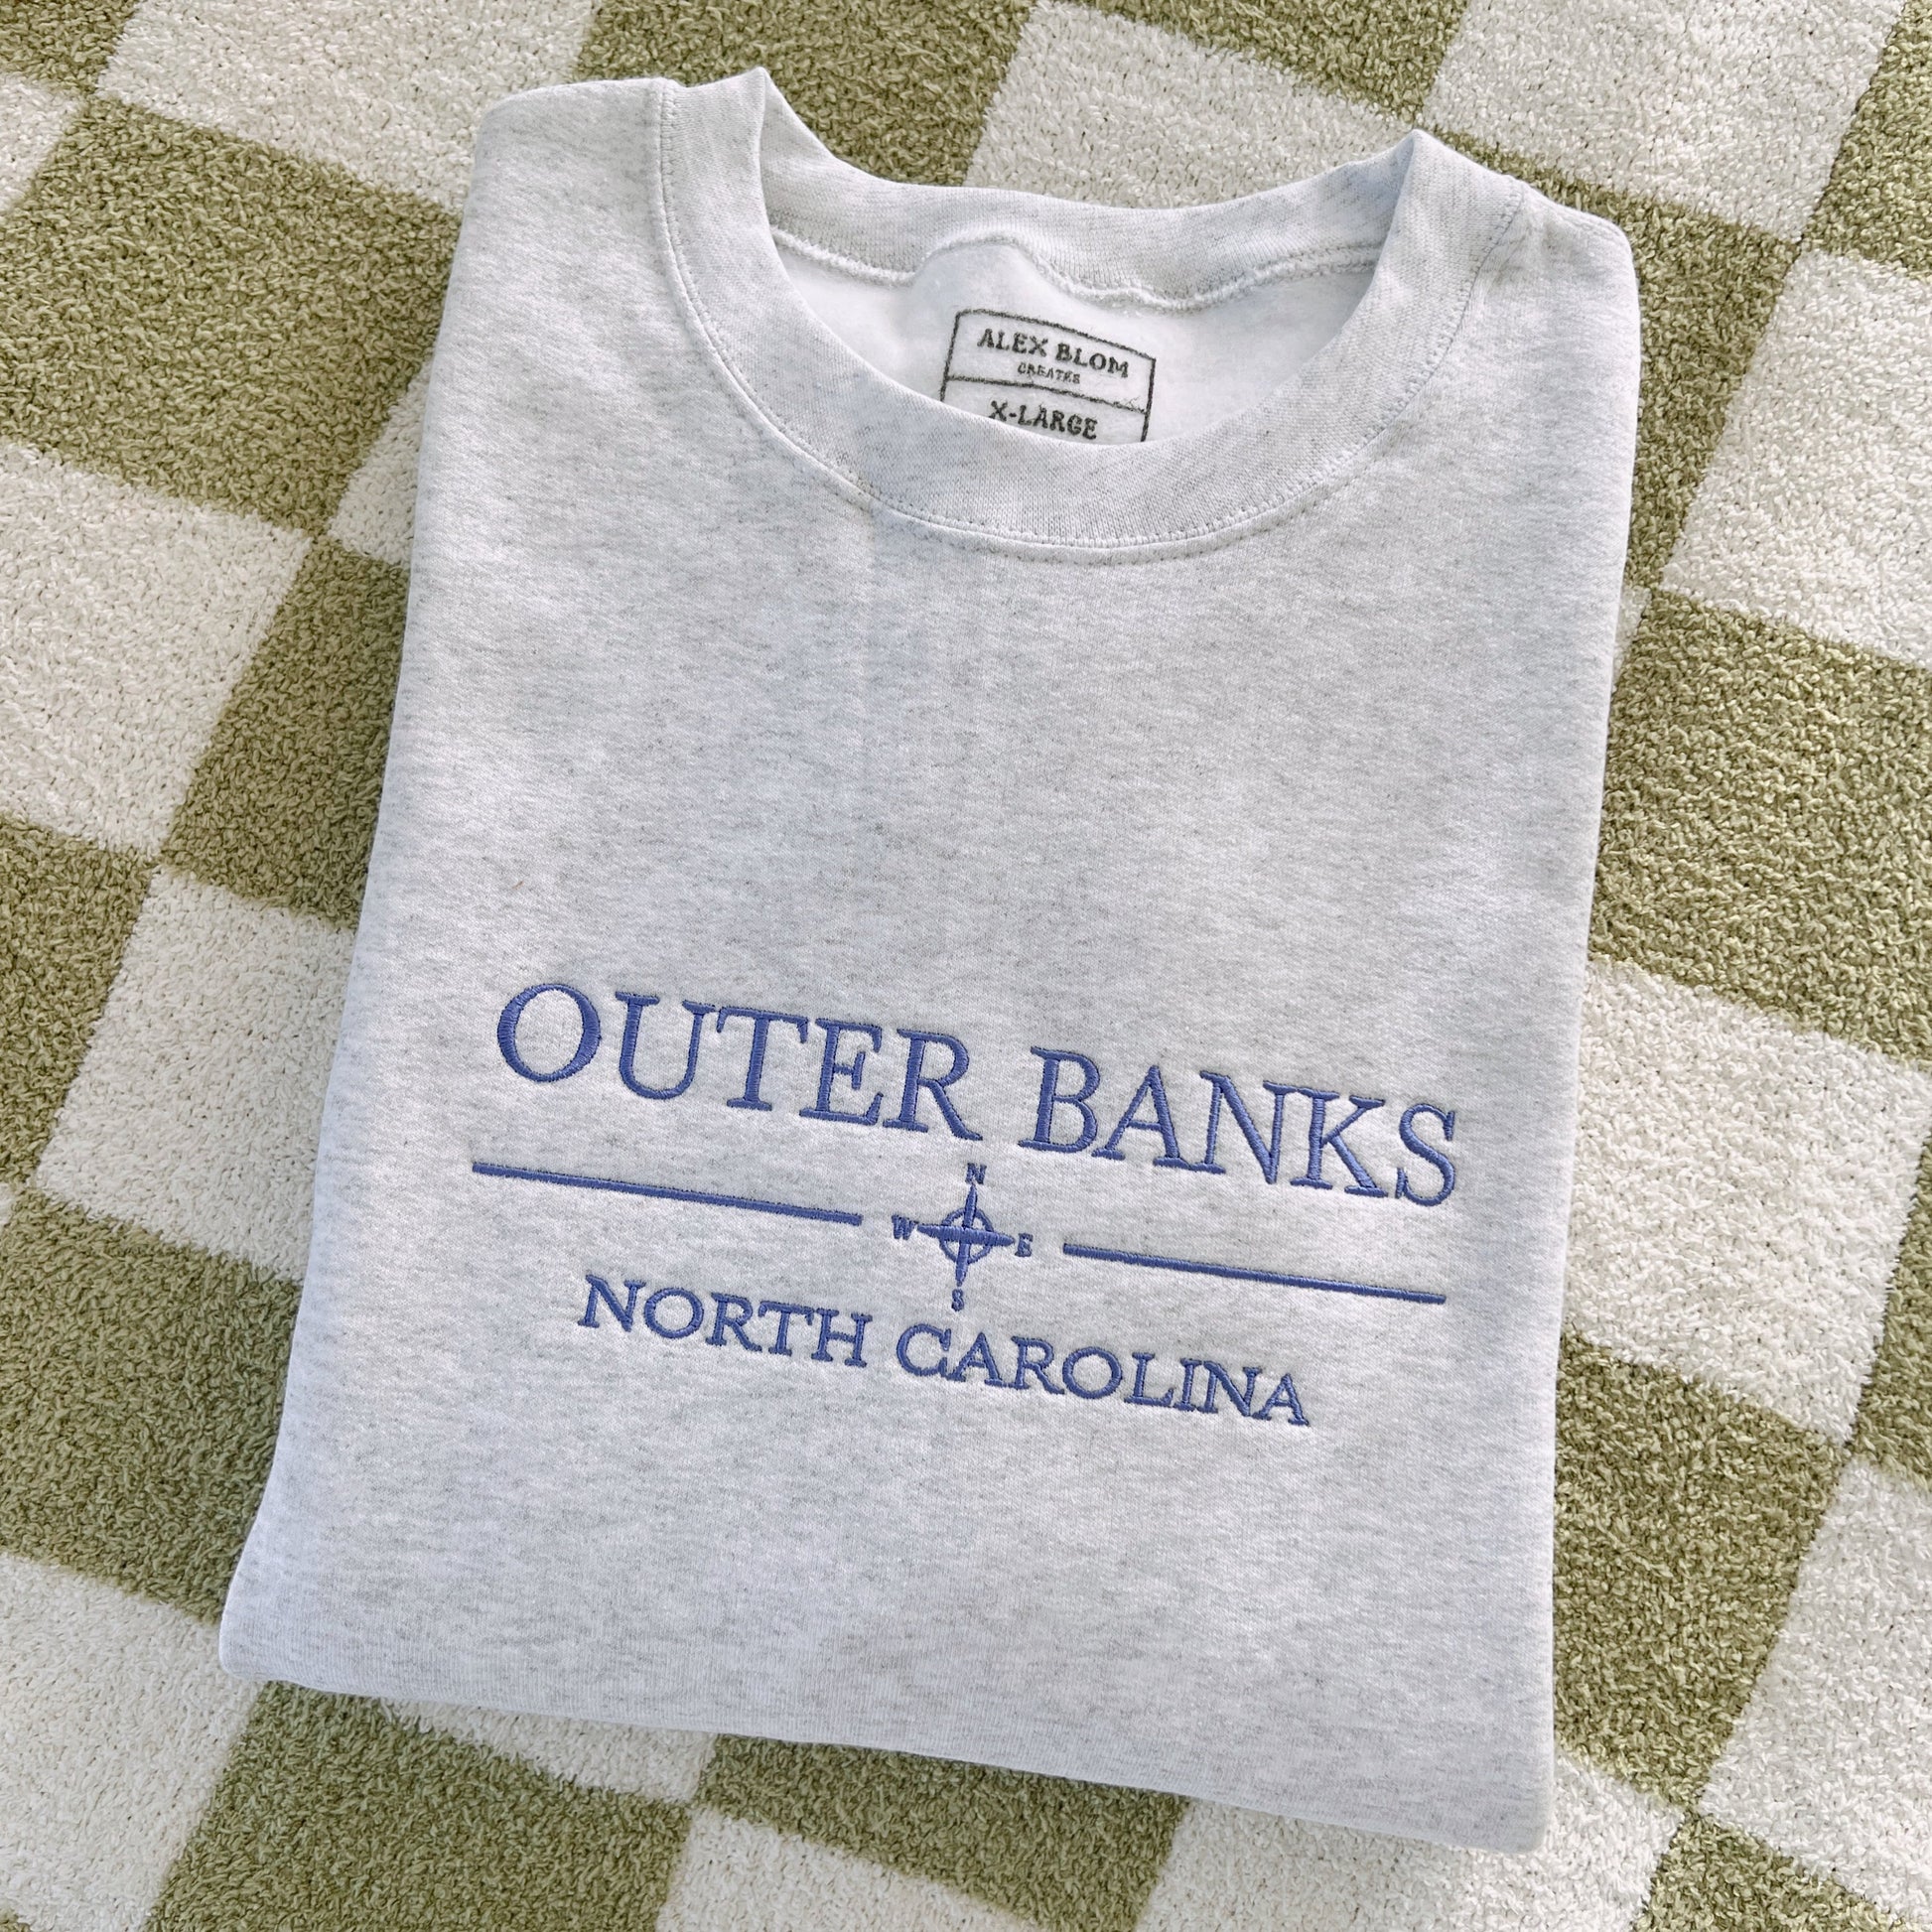 ALEX BLOM
CREATES
X-LARGE
OUTER BANKS
N
W E
S
NORTH CAROLINA